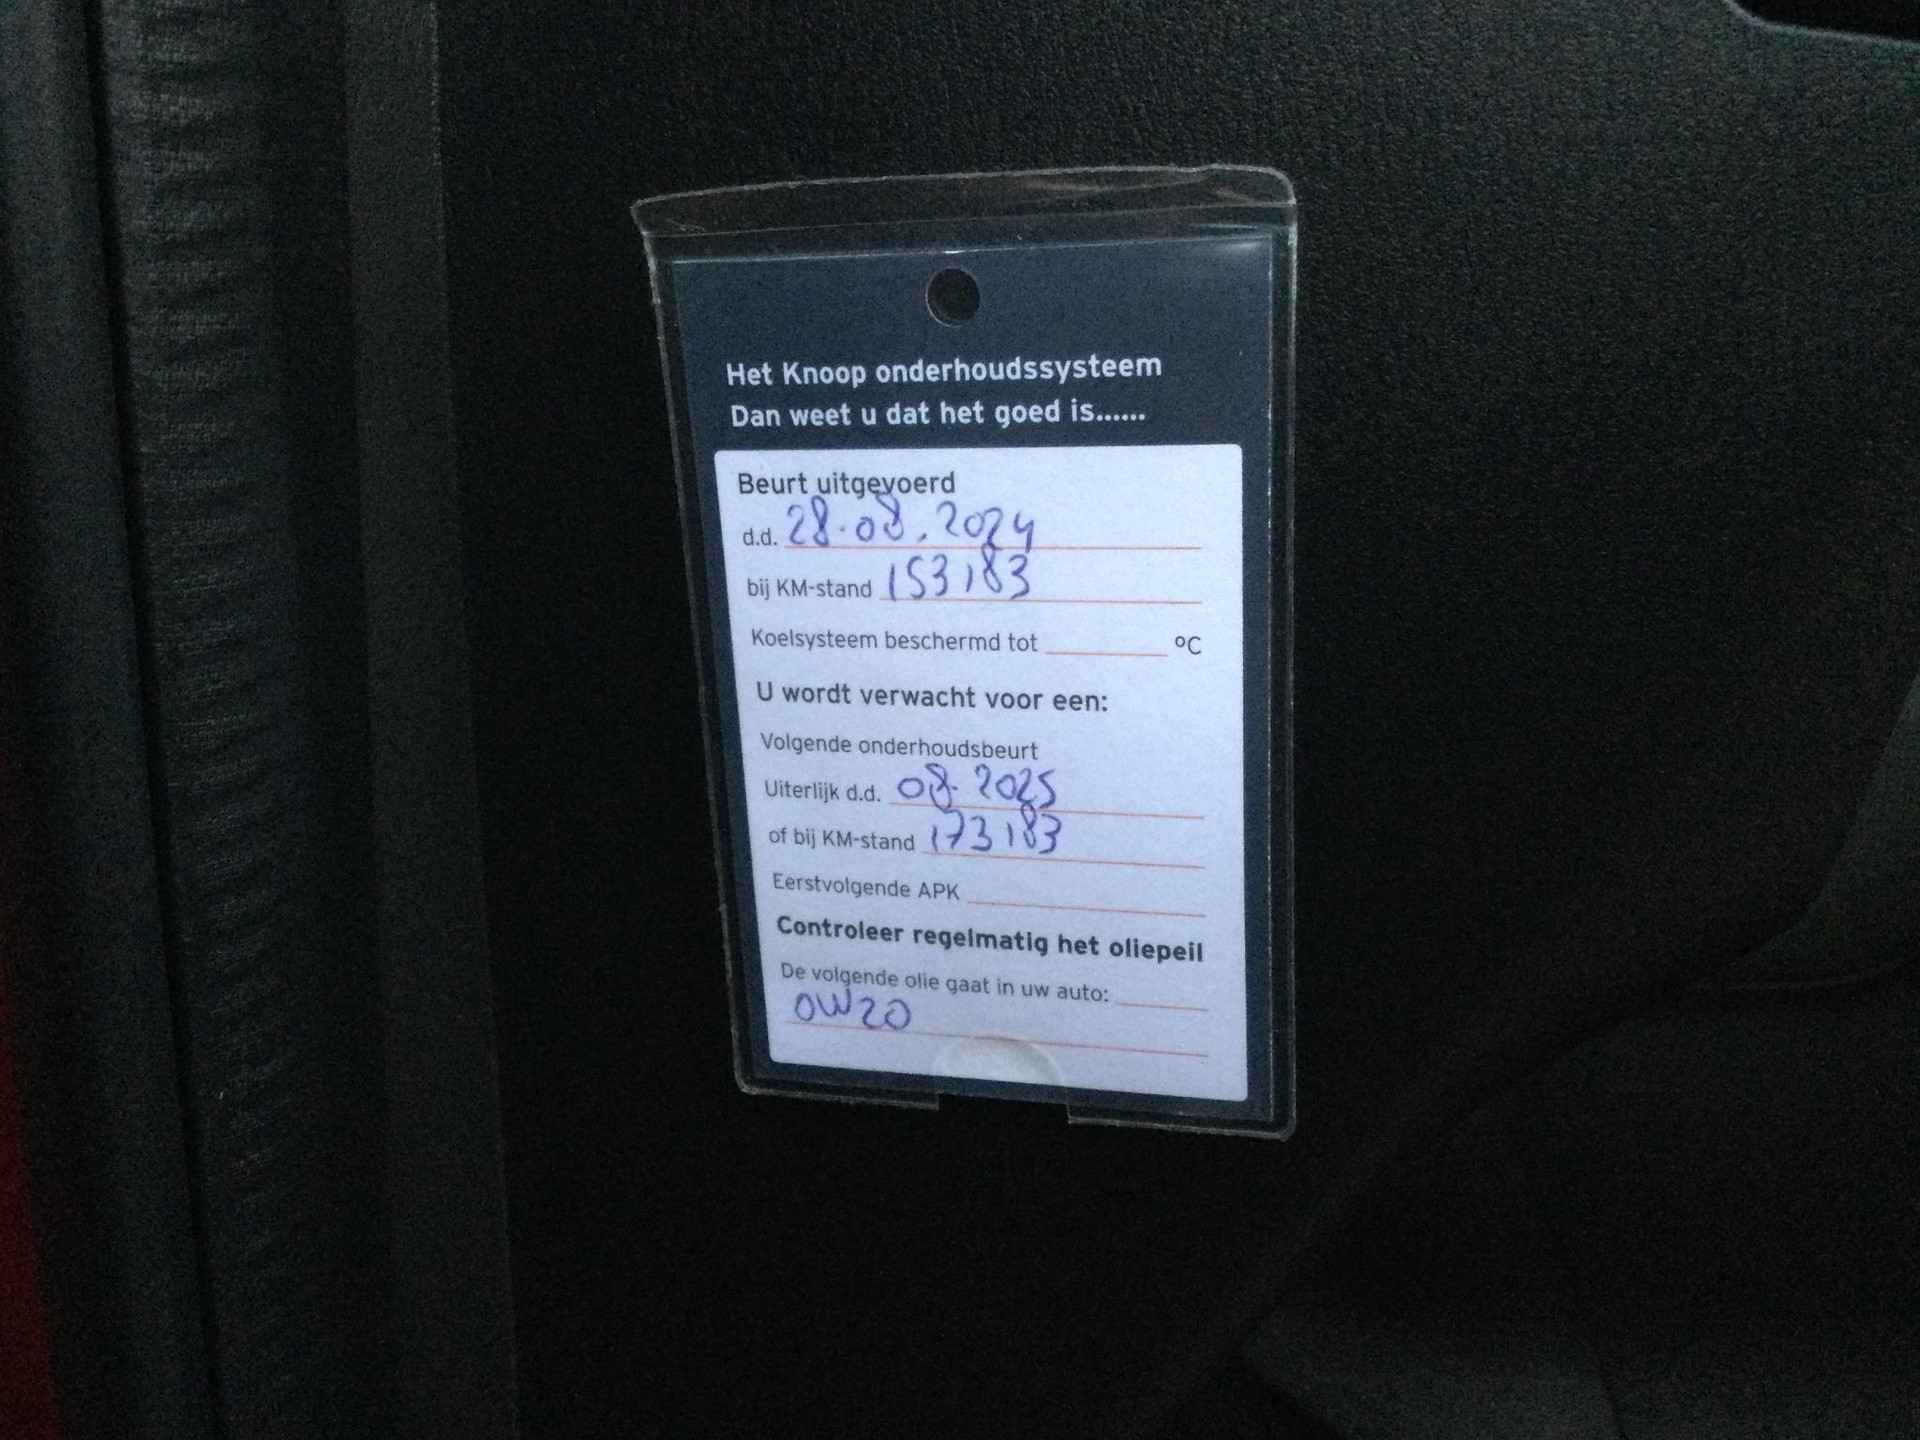 Het Knoop onderhoudssysteem
Dan weet u dat het goed is......
Beurt uitgevoerd
d.d. 28.08.2024
bij KM-stand 153183
Koelsysteem beschermd tot ______ ºC
U wordt verwacht voor een:
Volgende onderhoudsbeurt
Uiterlijk d.d. 08.2025
of bij KM-stand 173183
Eerstvolgende APK
Controleer regelmatig het oliepeil
De volgende olie gaat in uw auto:
0W20